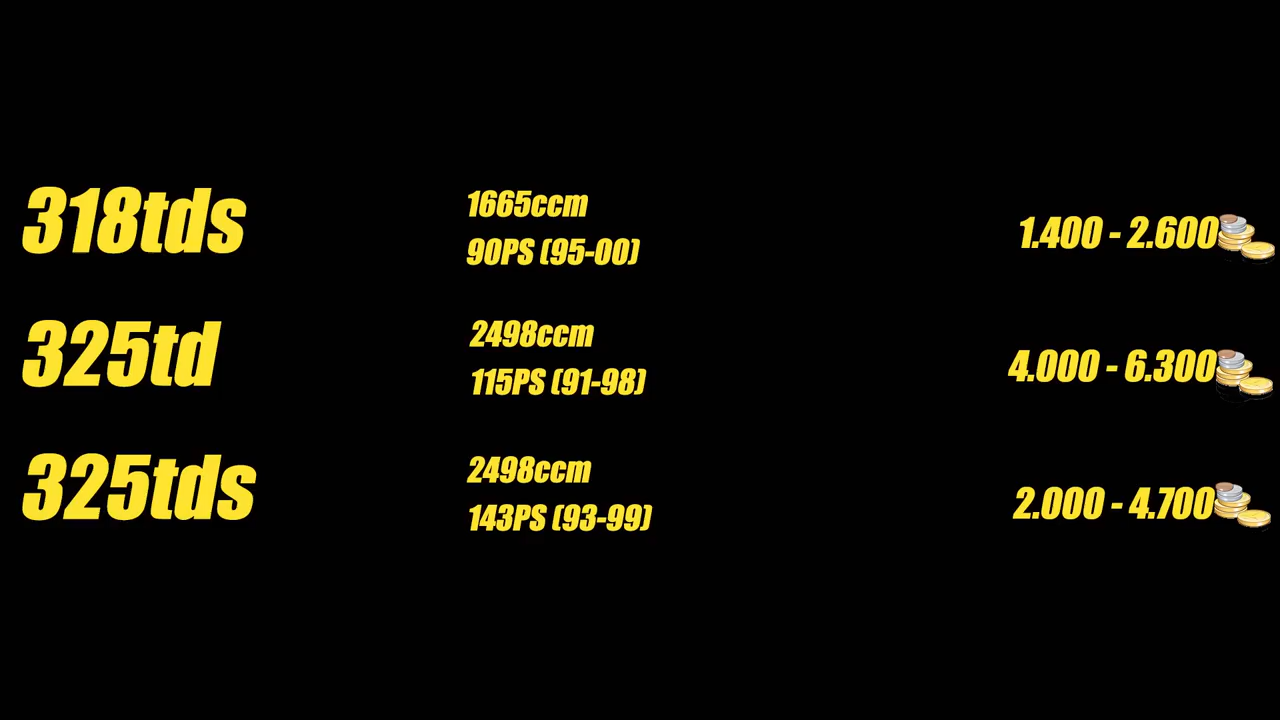 318tds
1665ccm
90PS (95-00)
1.400 - 2.600
325td
2498ccm
115PS (91-98)
4.000 - 6.300
325tds
2498ccm
143PS (93-99)
2.000 - 4.700